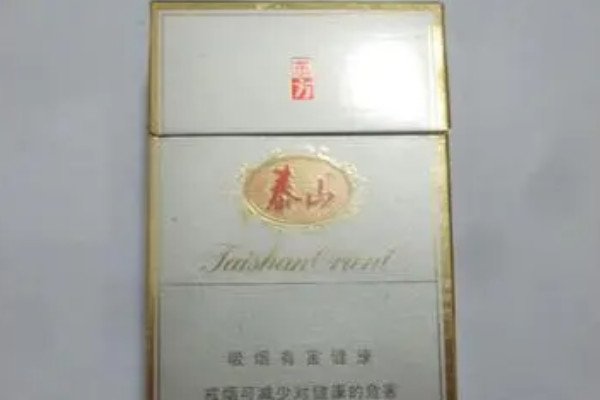 东方
泰山
Taishan Orient
吸烟有害健康
戒烟可减少对健康的危害